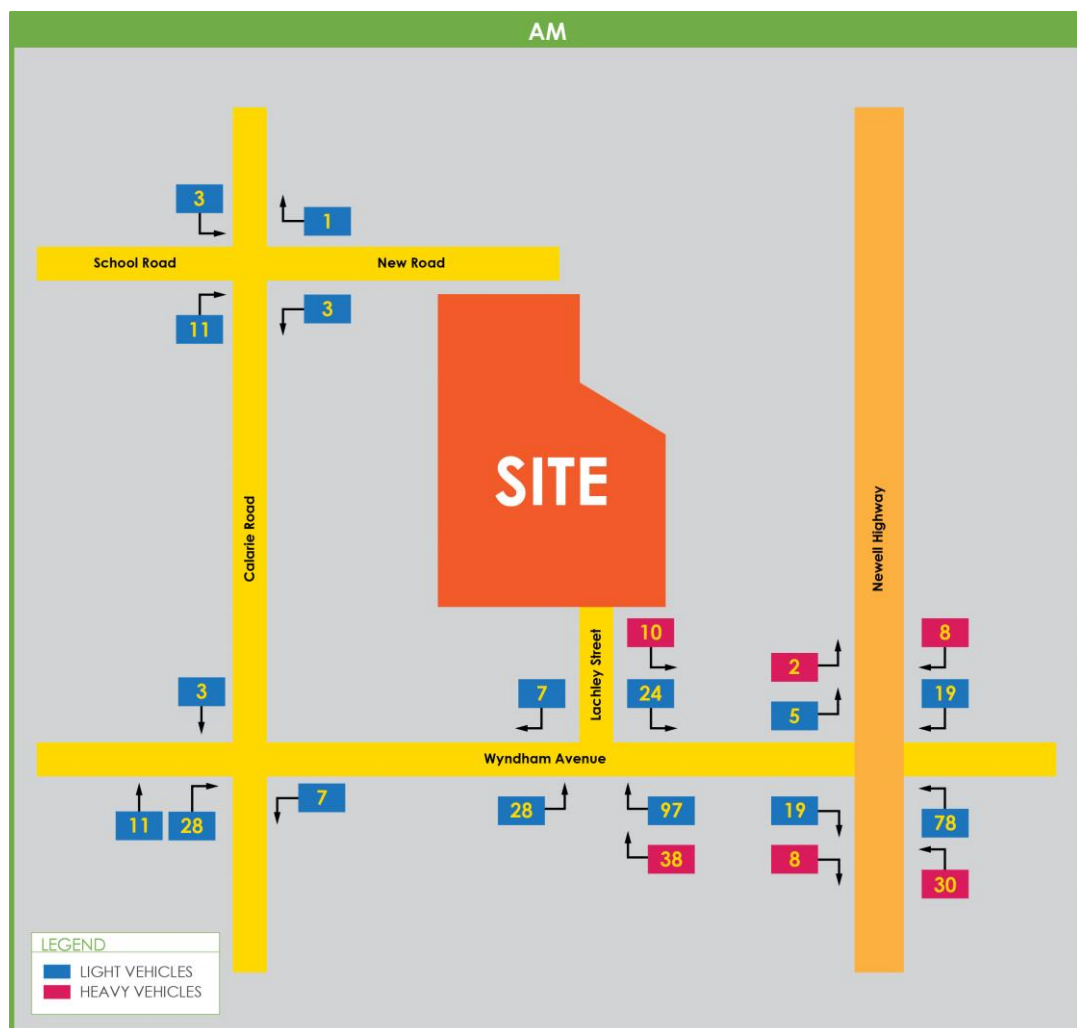 AM
3
1
School Road
New Road
11
3
SITE
Calarie Road
Newell Highway
Lachley Street
10
8
2
3
7
24
5
19
Wyndham Avenue
7
11
28
28
97
19
78
38
8
30
LEGEND
LIGHT VEHICLES
HEAVY VEHICLES